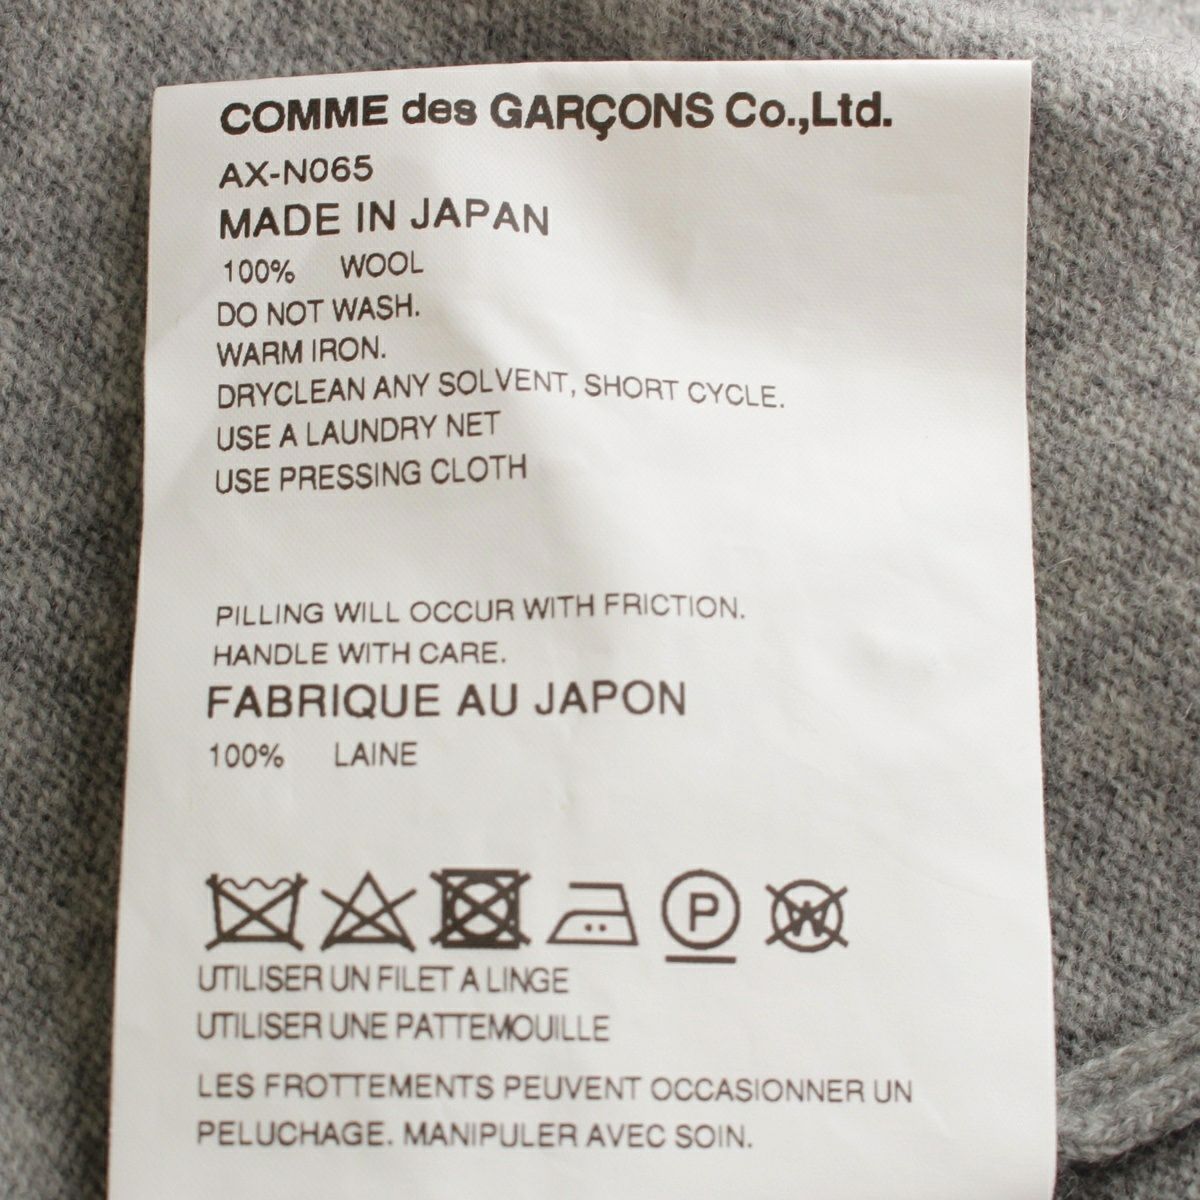 COMME des GARÇONS Co.,Ltd.
AX-N065
MADE IN JAPAN
100% WOOL
DO NOT WASH.
WARM IRON.
DRYCLEAN ANY SOLVENT, SHORT CYCLE.
USE A LAUNDRY NET
USE PRESSING CLOTH
PILLING WILL OCCUR WITH FRICTION.
HANDLE WITH CARE.
FABRIQUE AU JAPON
100% LAINE
P W
UTILISER UN FILET A LINGE
UTILISER UNE PATTEMOUILLE
LES FROTTEMENTS PEUVENT OCCASIONNER UN
PELUCHAGE. MANIPULER AVEC SOIN.